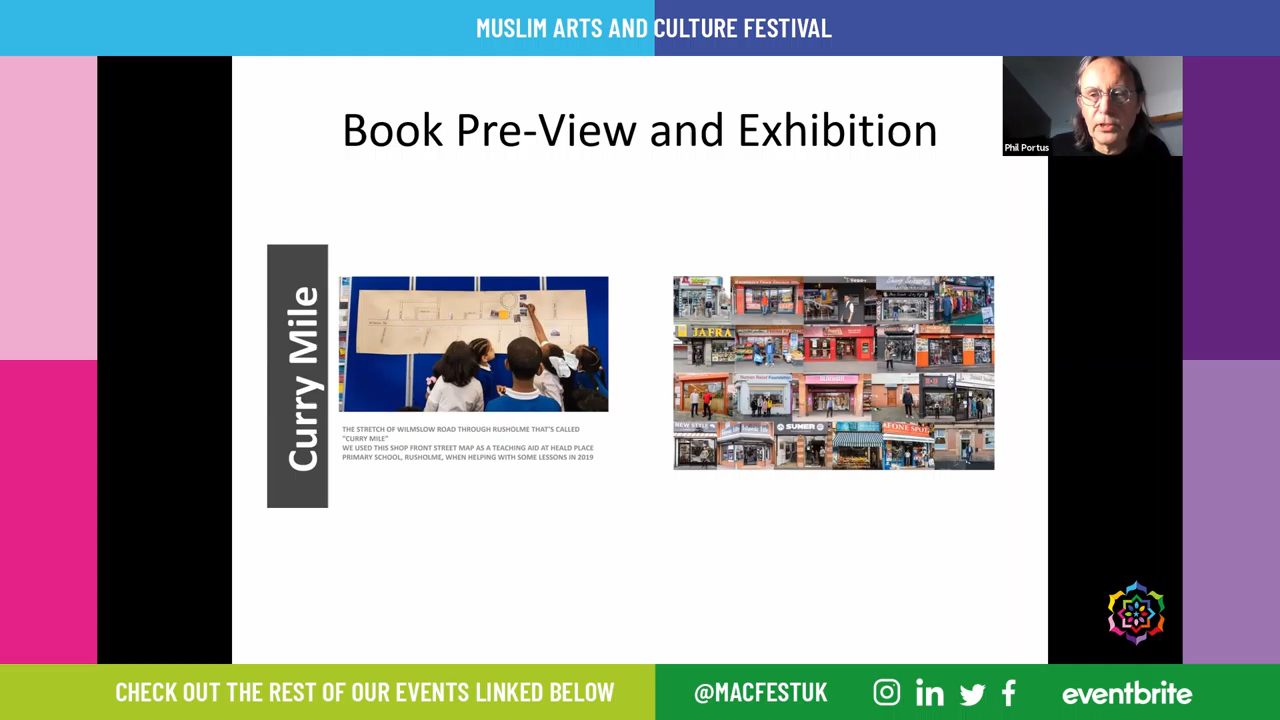 MUSLIM ARTS AND CULTURE FESTIVAL
Book Pre-View and Exhibition
Phil Portus
Curry Mile
THE STRETCH OF WILMSLOW ROAD THROUGH RUSHOLME THAT'S CALLED
"CURRY MILE"
WE USED THIS SHOP FRONT STREET MAP AS A TEACHING AID AT HEALD PLACE
PRIMARY SCHOOL, RUSHOLME, WHEN HELPING WITH SOME LESSONS IN 2019
JAFRA
NEW STYLE
SUMER
CHECK OUT THE REST OF OUR EVENTS LINKED BELOW
@MACFESTUK
eventbrite